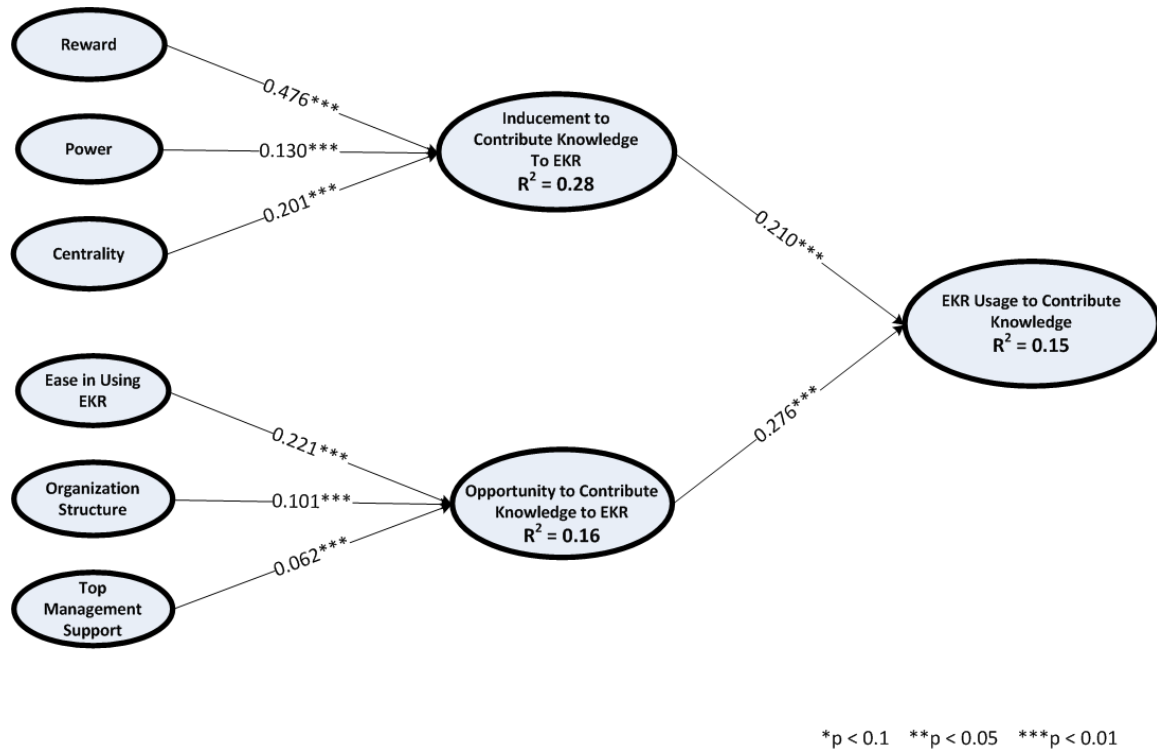 Reward
0.476***
Power
0.130***
Centrality
0.201***
Inducement to
Contribute Knowledge
To EKR
R² = 0.28
0.210***
EKR Usage to Contribute
Knowledge
R² = 0.15
Ease in Using
EKR
0.221***
Organization
Structure
0.101***
Top
Management
Support
0.062***
Opportunity to Contribute
Knowledge to EKR
R² = 0.16
0.276***
*p < 0.1 **p < 0.05 ***p < 0.01